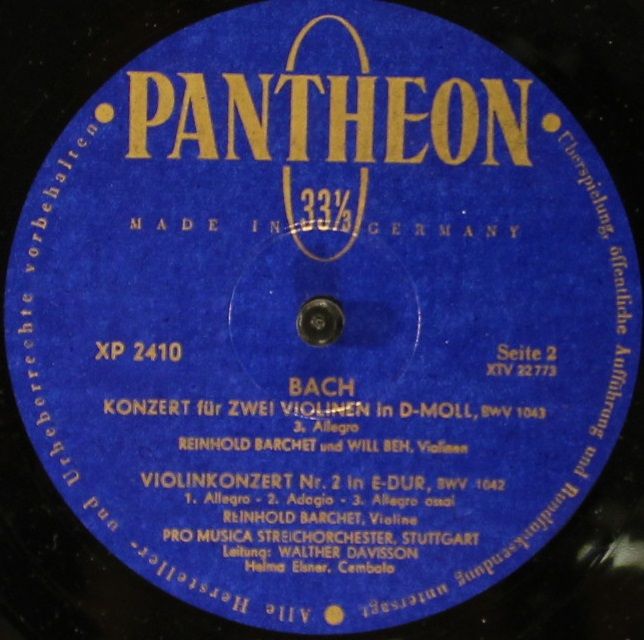 PANTHEON
33⅓
MADE IN GERMANY
XP 2410
Seite 2
XTV 22773
BACH
KONZERT für ZWEI VIOLINEN in D-MOLL, BWV 1043
3. Allegro
REINHOLD BARCHET und WILL BEH, Violinen
VIOLINKONZERT Nr. 2 in E-DUR, BWV 1042
1. Allegro - 2. Adagio - 3. Allegro assai
REINHOLD BARCHET, Violine
PRO MUSICA STREICHORCHESTER, STUTTGART
Leitung: WALTHER DAVISSON
Helma Elsner, Cembalo
Alle Hersteller- und Urheberrechte vorbehalten
Überspielung, öffentliche Aufführung und Rundfunksendung untersagt